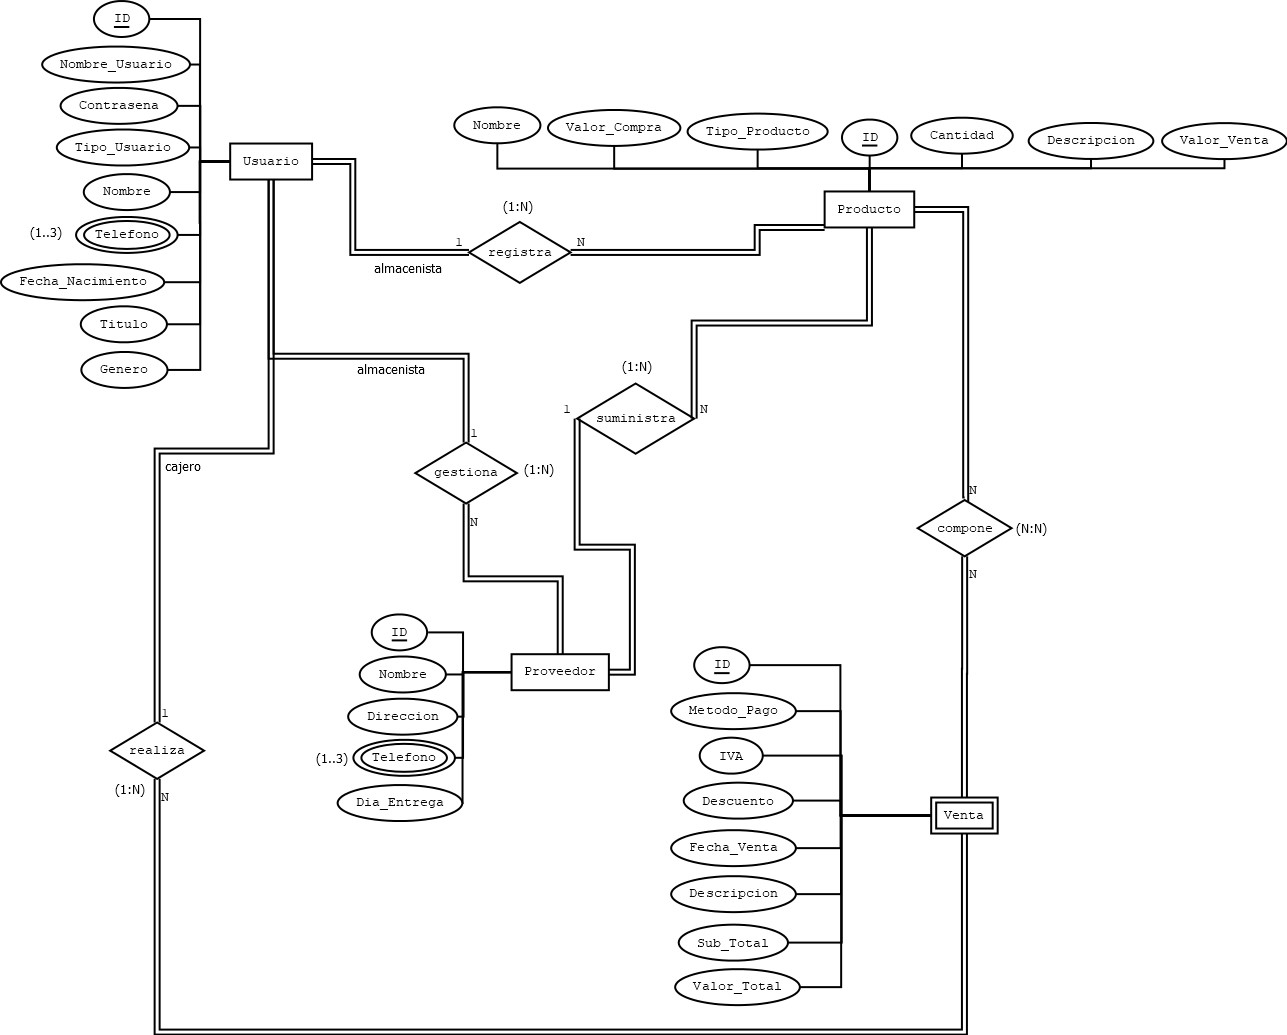 ID
Nombre_Usuario
Contrasena
Tipo_Usuario
Nombre
(1..3)
Telefono
Fecha_Nacimiento
Titulo
Genero
Usuario
Nombre
Valor_Compra
Tipo_Producto
ID
Cantidad
Descripcion
Valor_Venta
Producto
(1:N)
1
registra
N
almacenista
almacenista
cajero
(1:N)
1
suministra
N
1
gestiona
(1:N)
N
N
compone
(N:N)
N
ID
Nombre
Direccion
(1..3)
Telefono
Dia_Entrega
Proveedor
1
realiza
(1:N)
N
ID
Metodo_Pago
IVA
Descuento
Fecha_Venta
Descripcion
Sub_Total
Valor_Total
Venta